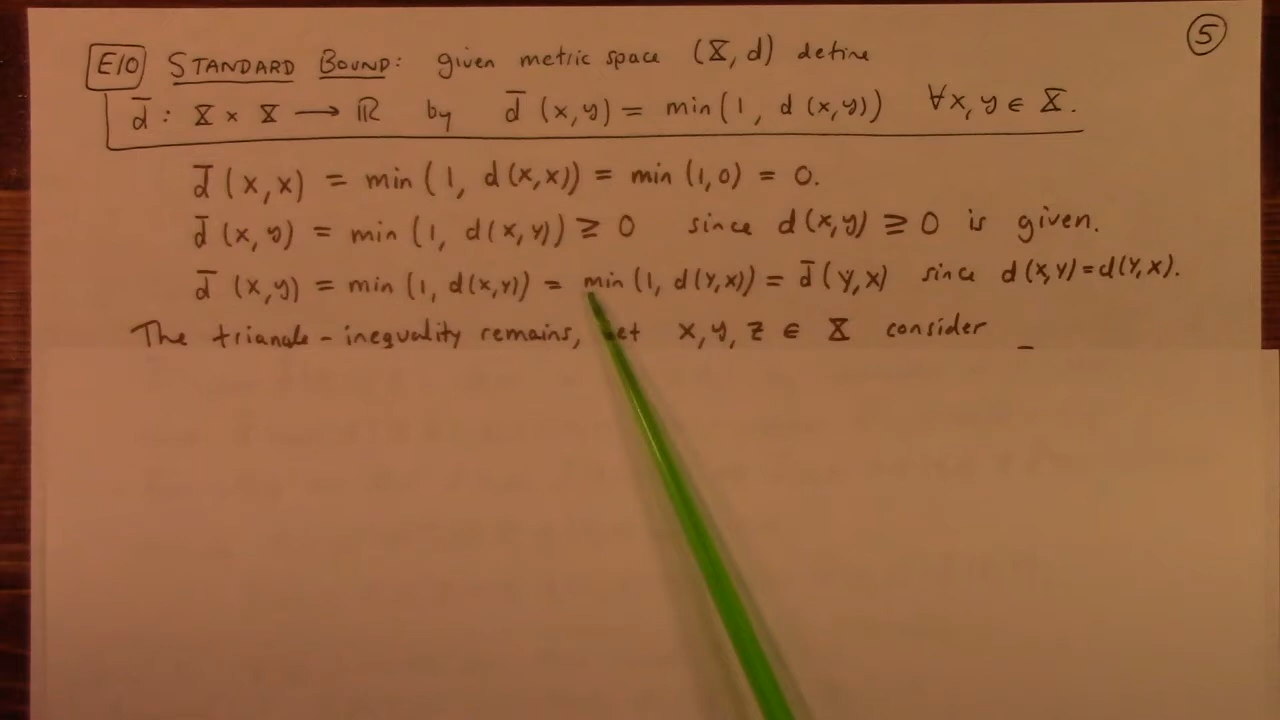 5
E10 STANDARD BOUND: given metric space (X, d) define
d̄ : X × X → ℝ by d̄ (x,y) = min(1, d (x,y)) ∀x,y ∈ X.
d̄ (x,x) = min(1, d(x,x)) = min (1,0) = 0.
d̄ (x,y) = min (1, d(x,y)) ≥ 0 since d(x,y) ≥ 0 is given.
d̄ (x,y) = min (1, d(x,y)) = min (1, d(y,x)) = d̄ (y,x) since d(x,y)=d(y,x).
The triangle-inequality remains, let x, y, z ∈ X consider